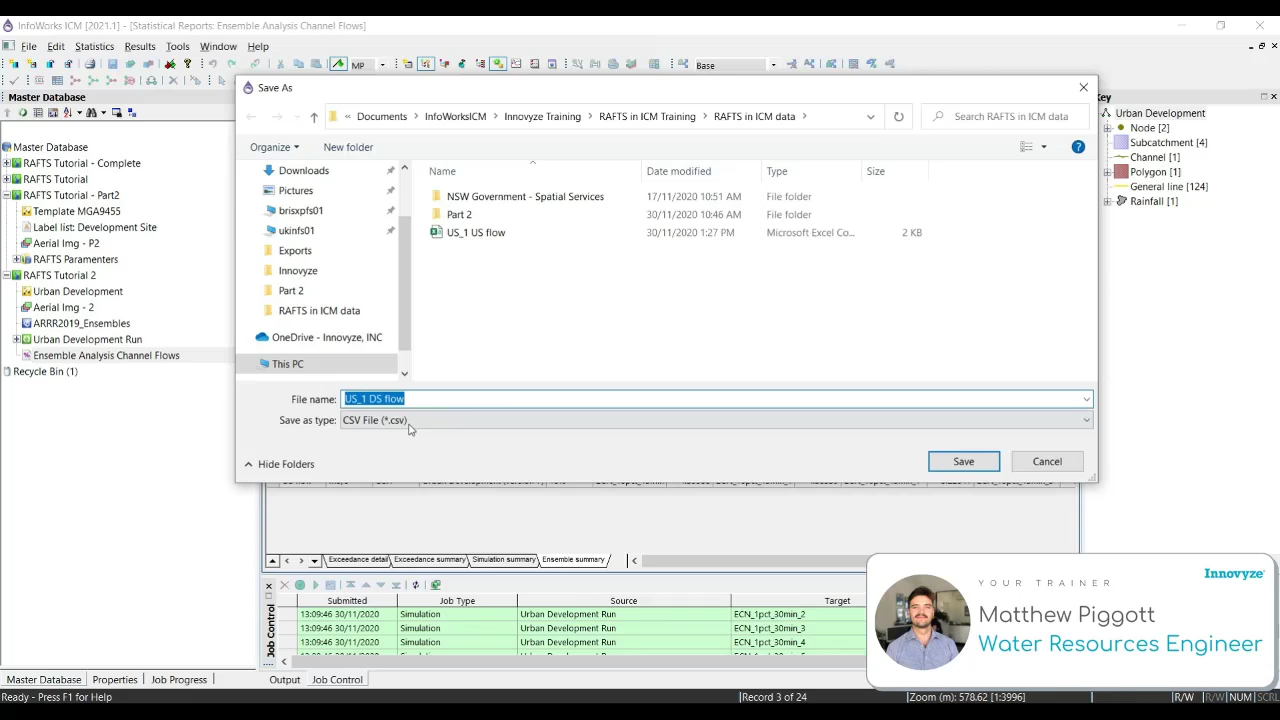 InfoWorks ICM [2021.1] - [Statistical Reports: Ensemble Analysis Channel Flows]
File Edit Statistics Results Tools Window Help
MP
Base
Master Database
Master Database
RAFTS Tutorial - Complete
RAFTS Tutorial
RAFTS Tutorial - Part2
Template MGA9455
Label list: Development Site
Aerial Img - P2
RAFTS Paramenters
RAFTS Tutorial 2
Urban Development
Aerial Img - 2
ARRR2019_Ensembles
Urban Development Run
Ensemble Analysis Channel Flows
Recycle Bin (1)
Save As
« Documents > InfoWorksICM > Innovyze Training > RAFTS in ICM Training > RAFTS in ICM data >
Search RAFTS in ICM data
Organize New folder
Downloads
Pictures
brisxpfs01
ukinfs01
Exports
Innovyze
Part 2
RAFTS in ICM data
OneDrive - Innovyze, INC
This PC
Name Date modified Type Size
NSW Government - Spatial Services 17/11/2020 10:51 AM File folder
Part 2 30/11/2020 10:46 AM File folder
US_1 US flow 30/11/2020 1:27 PM Microsoft Excel Co... 2 KB
File name: US_1 DS flow
Save as type: CSV File (*.csv)
Hide Folders
Save Cancel
Key
Urban Development
Node [2]
Subcatchment [4]
Channel [1]
Polygon [1]
General line [124]
Rainfall [1]
Exceedance detail Exceedance summary Simulation summary Ensemble summary
Job Control
Submitted Job Type Source Target
13:09:46 30/11/2020 Simulation Urban Development Run ECN_1pct_30min_2
13:09:46 30/11/2020 Simulation Urban Development Run ECN_1pct_30min_3
13:09:46 30/11/2020 Simulation Urban Development Run ECN_1pct_30min_4
Master Database Properties Job Progress
Output Job Control
Innovyze
YOUR TRAINER
Matthew Piggott
Water Resources Engineer
Ready - Press F1 for Help
Record 3 of 24
Zoom (m): 578.62 [1:3996]
R/W R/W NUM SCRL